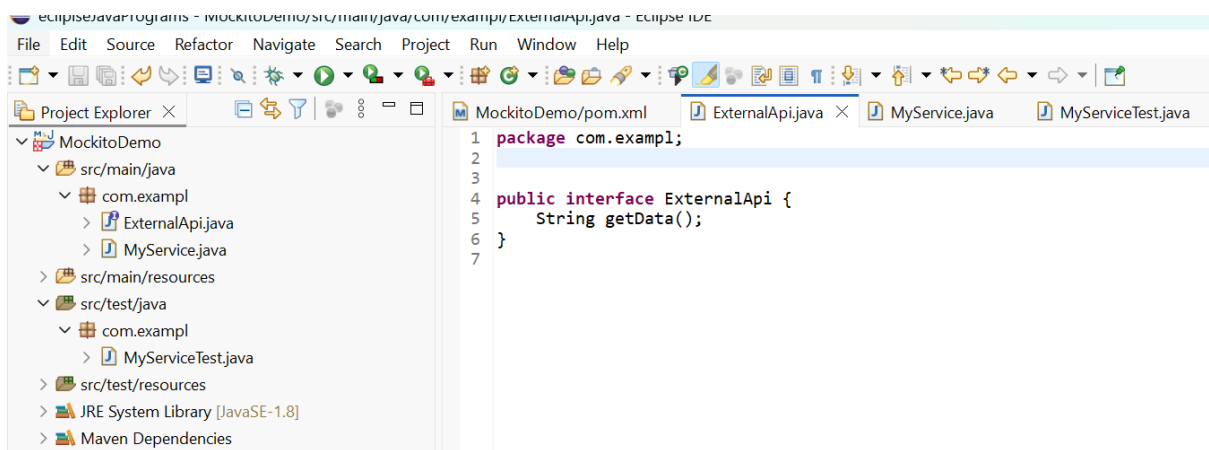 eclipiseJavaPrograms - MockitoDemo/src/main/java/com/exampl/ExternalApi.java - Eclipse IDE
File Edit Source Refactor Navigate Search Project Run Window Help
Project Explorer
MockitoDemo
src/main/java
com.exampl
ExternalApi.java
MyService.java
src/main/resources
src/test/java
com.exampl
MyServiceTest.java
src/test/resources
JRE System Library [JavaSE-1.8]
Maven Dependencies
MockitoDemo/pom.xml ExternalApi.java MyService.java MyServiceTest.java
1 package com.exampl;
2
3
4 public interface ExternalApi {
5 String getData();
6 }
7